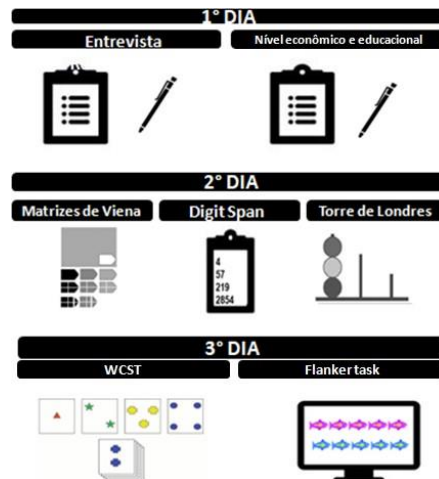 1° DIA
Entrevista
Nível econômico e educacional
2° DIA
Matrizes de Viena
Digit Span
Torre de Londres
4
57
219
2854
3° DIA
WCST
Flanker task